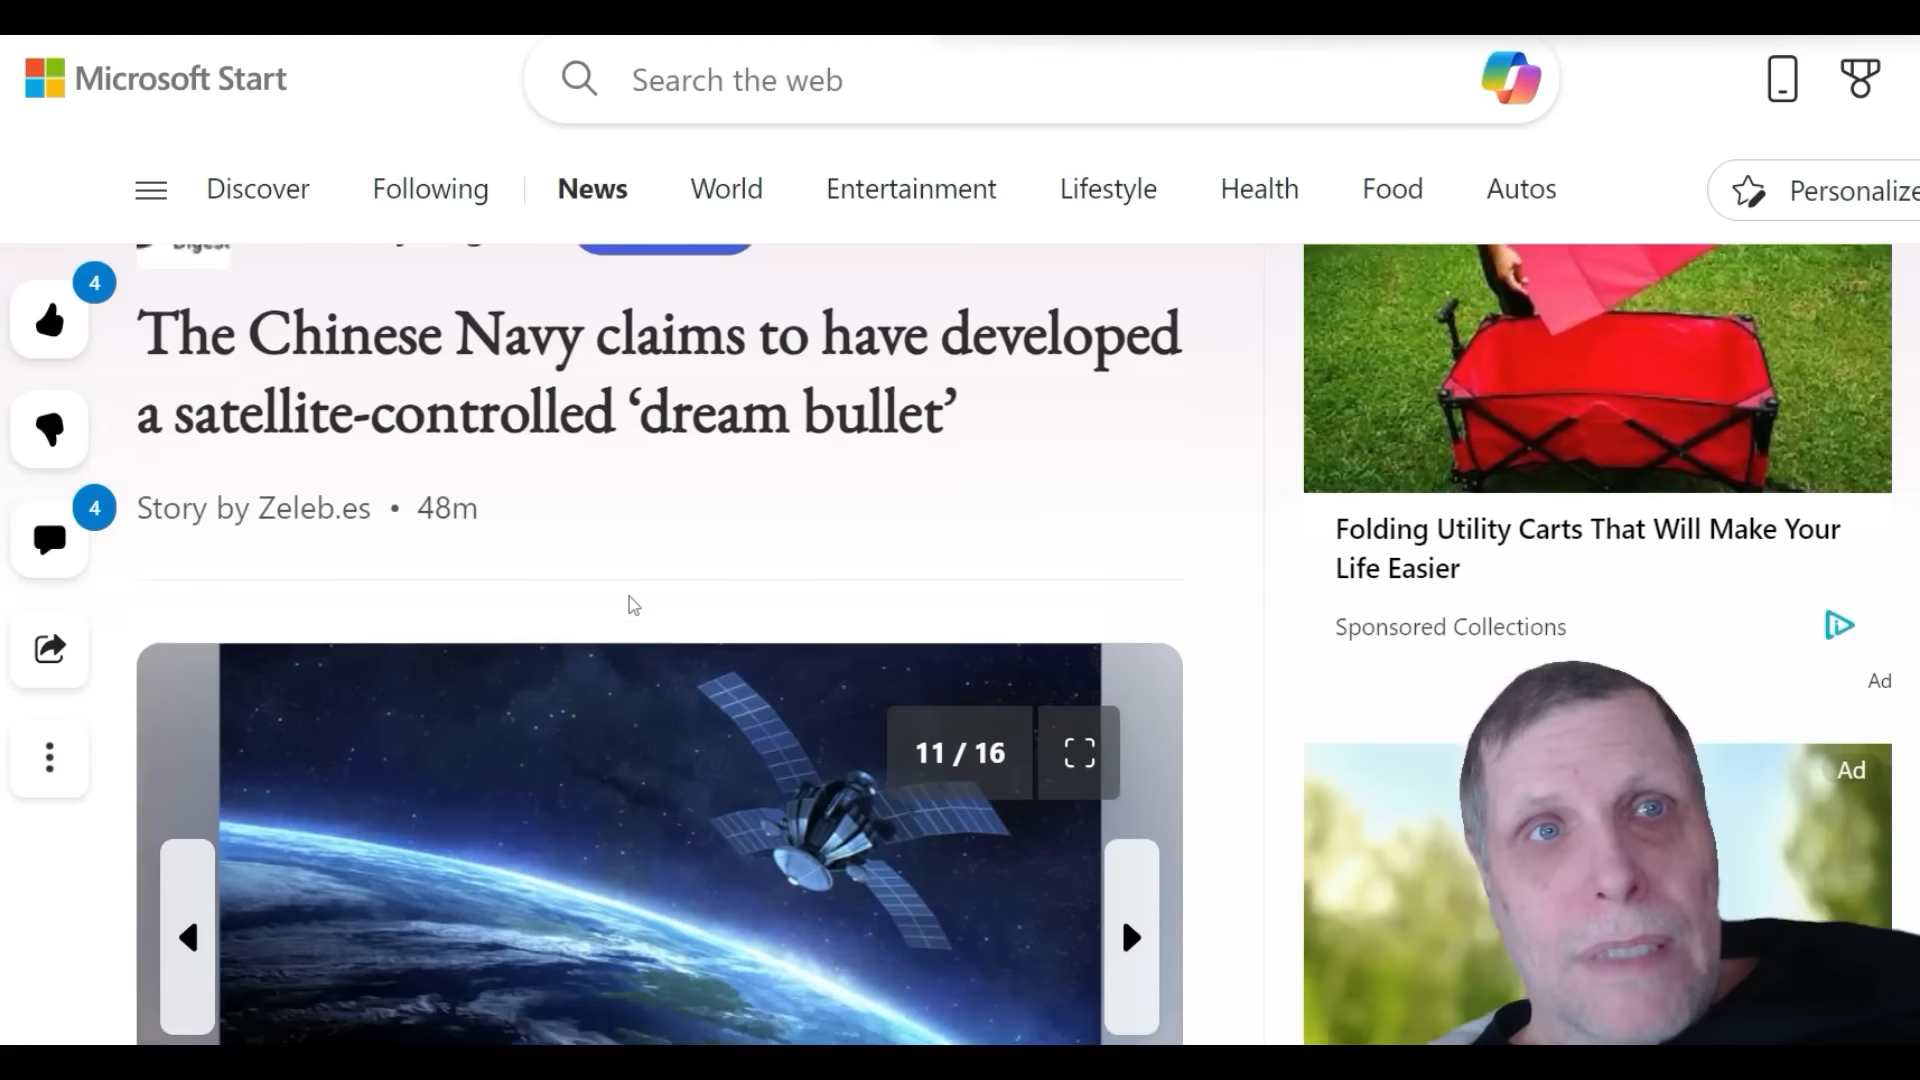 Microsoft Start
Search the web
Discover Following News World Entertainment Lifestyle Health Food Autos Personalize
4
Digest
The Chinese Navy claims to have developed
a satellite-controlled ‘dream bullet’
Story by Zeleb.es • 48m
4
11 / 16
Folding Utility Carts That Will Make Your
Life Easier
Sponsored Collections
Ad
Ad